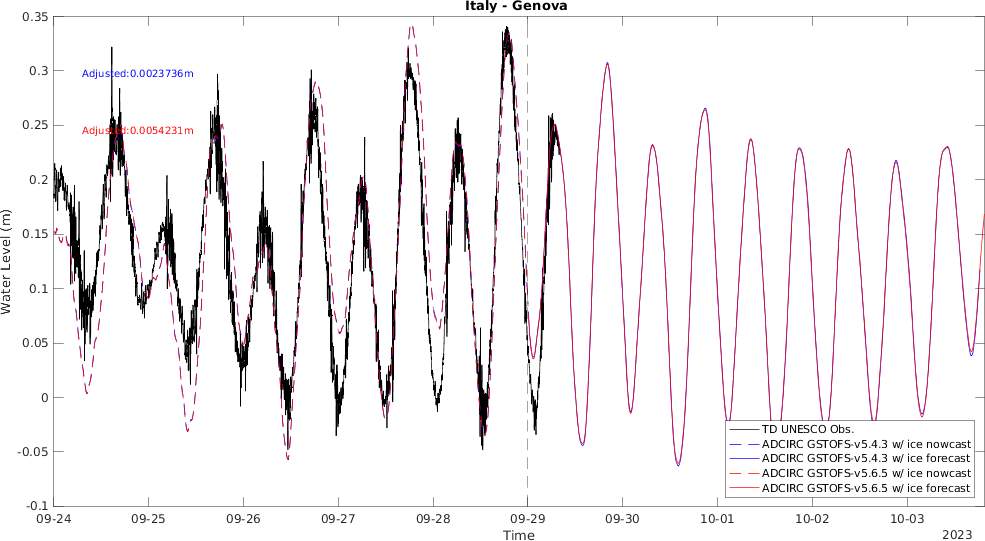 Italy - Genova
Water Level (m)
0.35
0.3
0.25
0.2
0.15
0.1
0.05
0
-0.05
-0.1
Adjusted:0.0023736m
Adjusted:0.0054231m
TD UNESCO Obs.
ADCIRC GSTOFS-v5.4.3 w/ ice nowcast
ADCIRC GSTOFS-v5.4.3 w/ ice forecast
ADCIRC GSTOFS-v5.6.5 w/ ice nowcast
ADCIRC GSTOFS-v5.6.5 w/ ice forecast
09-24 09-25 09-26 09-27 09-28 09-29 09-30 10-01 10-02 10-03
Time
2023